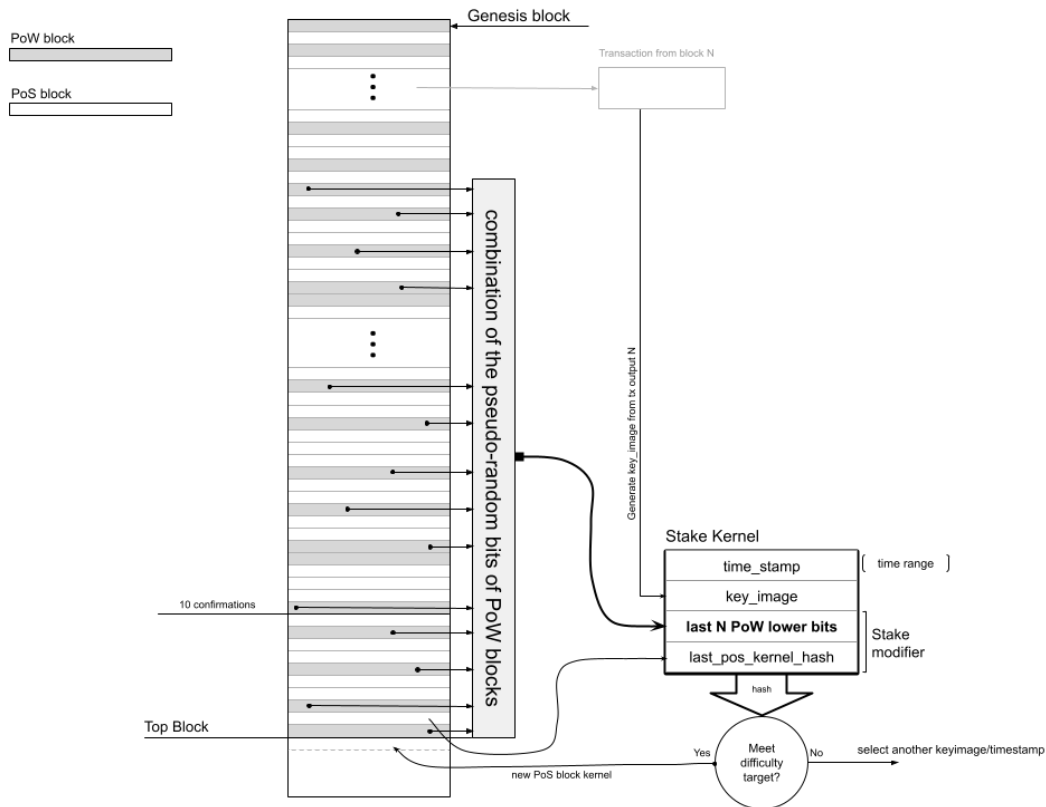 Genesis block
PoW block
Transaction from block N
PoS block
combination of the pseudo-random bits of PoW blocks
Generate key_image from tx output N
Stake Kernel
time_stamp
time range
key_image
10 confirmations
last N PoW lower bits
Stake
modifier
last_pos_kernel_hash
hash
Top Block
Yes
Meet
difficulty
target?
No
select another keyimage/timestamp
new PoS block kernel